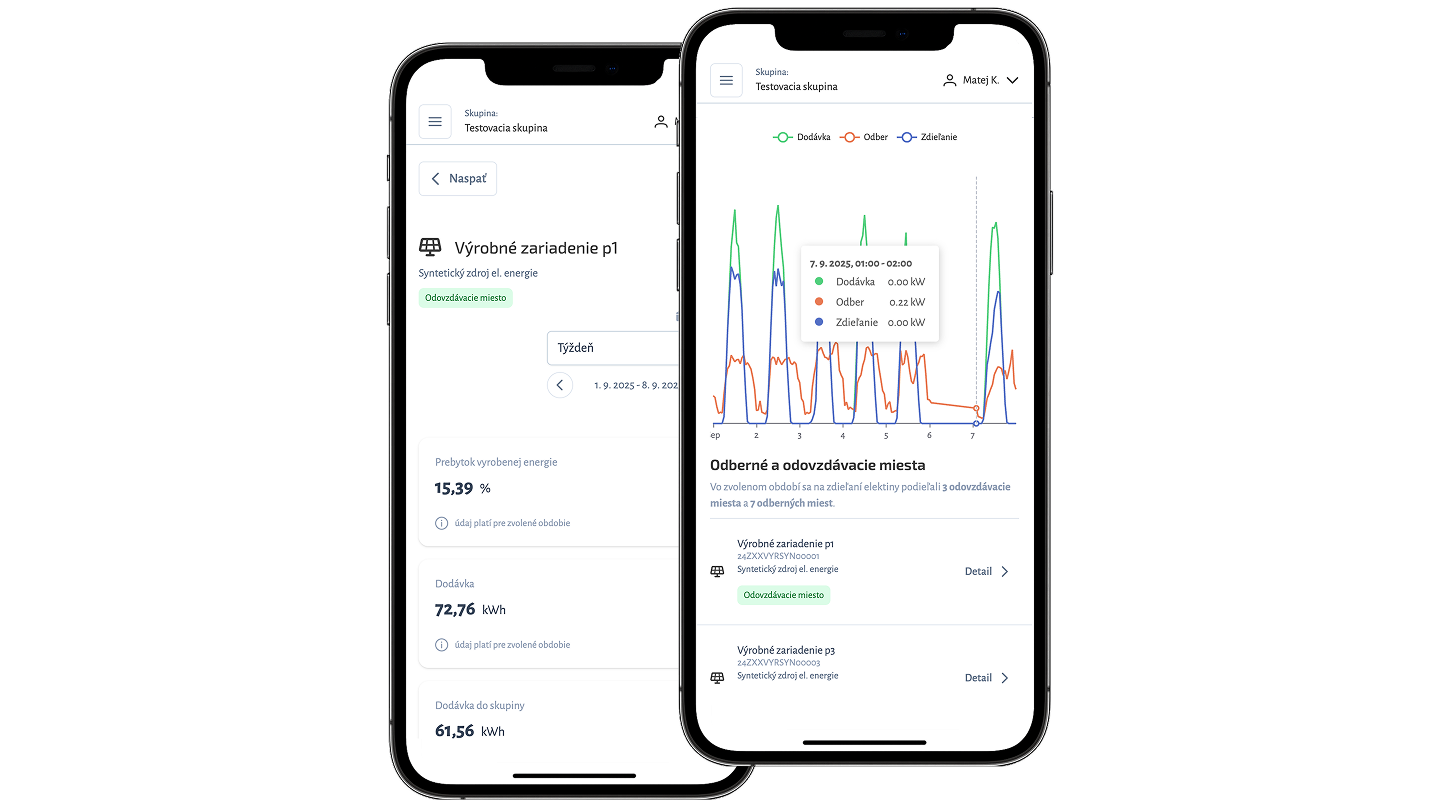 Skupina:
Testovacia skupina
Naspäť
Výrobné zariadenie p1
Syntetický zdroj el. energie
Odovzdávacie miesto
Týždeň
1. 9. 2025 - 8. 9. 202
Prebytok vyrobenej energie
15,39 %
údaj platí pre zvolené obdobie
Dodávka
72,76 kWh
údaj platí pre zvolené obdobie
Dodávka do skupiny
61,56 kWh
Skupina:
Testovacia skupina
Matej K.
Dodávka Odber Zdieľanie
7. 9. 2025, 01:00 - 02:00
Dodávka 0.00 kW
Odber 0.22 kW
Zdieľanie 0.00 kW
ep 2 3 4 5 6 7
Odberné a odovzdávacie miesta
Vo zvolenom období sa na zdieľaní elektiny podieľali 3 odovzdávacie
miesta a 7 odberných miest.
Výrobné zariadenie p1
24ZXXVYRSYN00001
Syntetický zdroj el. energie
Detail
Odovzdávacie miesto
Výrobné zariadenie p3
24ZXXVYRSYN00003
Syntetický zdroj el. energie
Detail